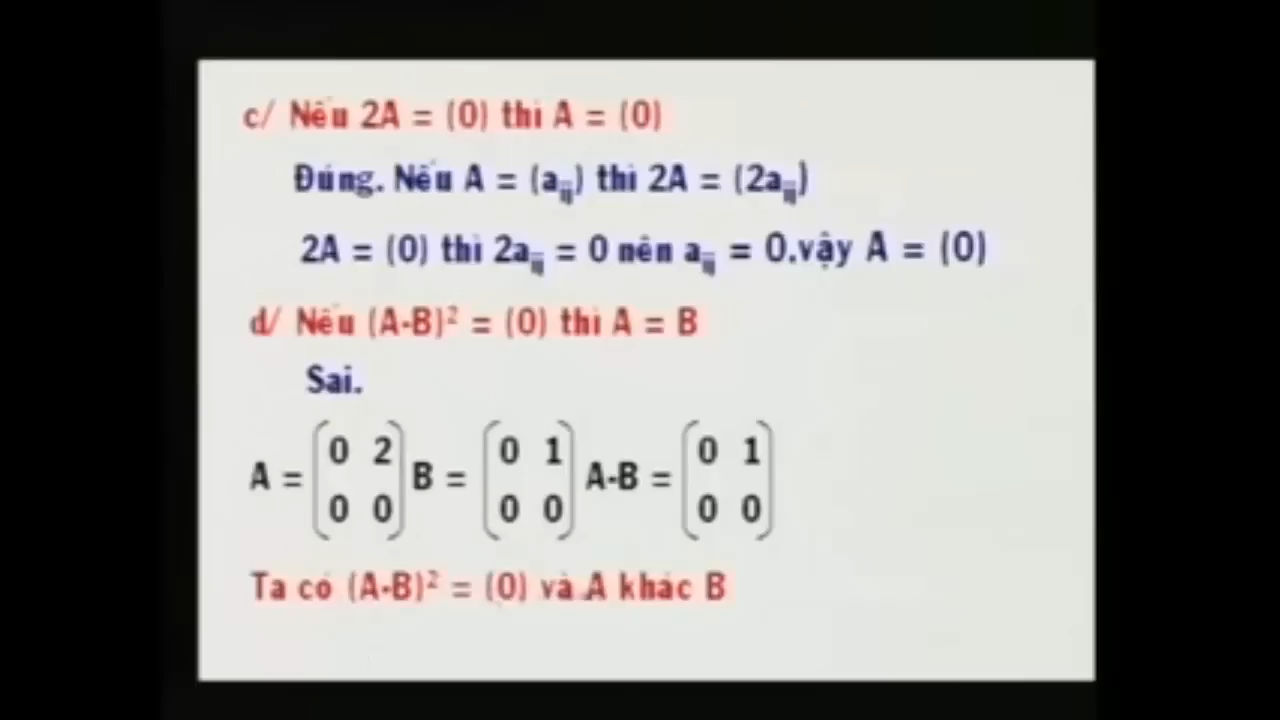 c/ Nếu 2A = (0) thì A = (0)
Đúng. Nếu A = (aij) thì 2A = (2aij)
2A = (0) thì 2aij = 0 nên aij = 0.vậy A = (0)
d/ Nếu (A-B)² = (0) thì A = B
Sai.
A = (0 2 B = (0 1 A-B = (0 1
0 0) 0 0) 0 0)
Ta có (A-B)² = (0) và A khác B